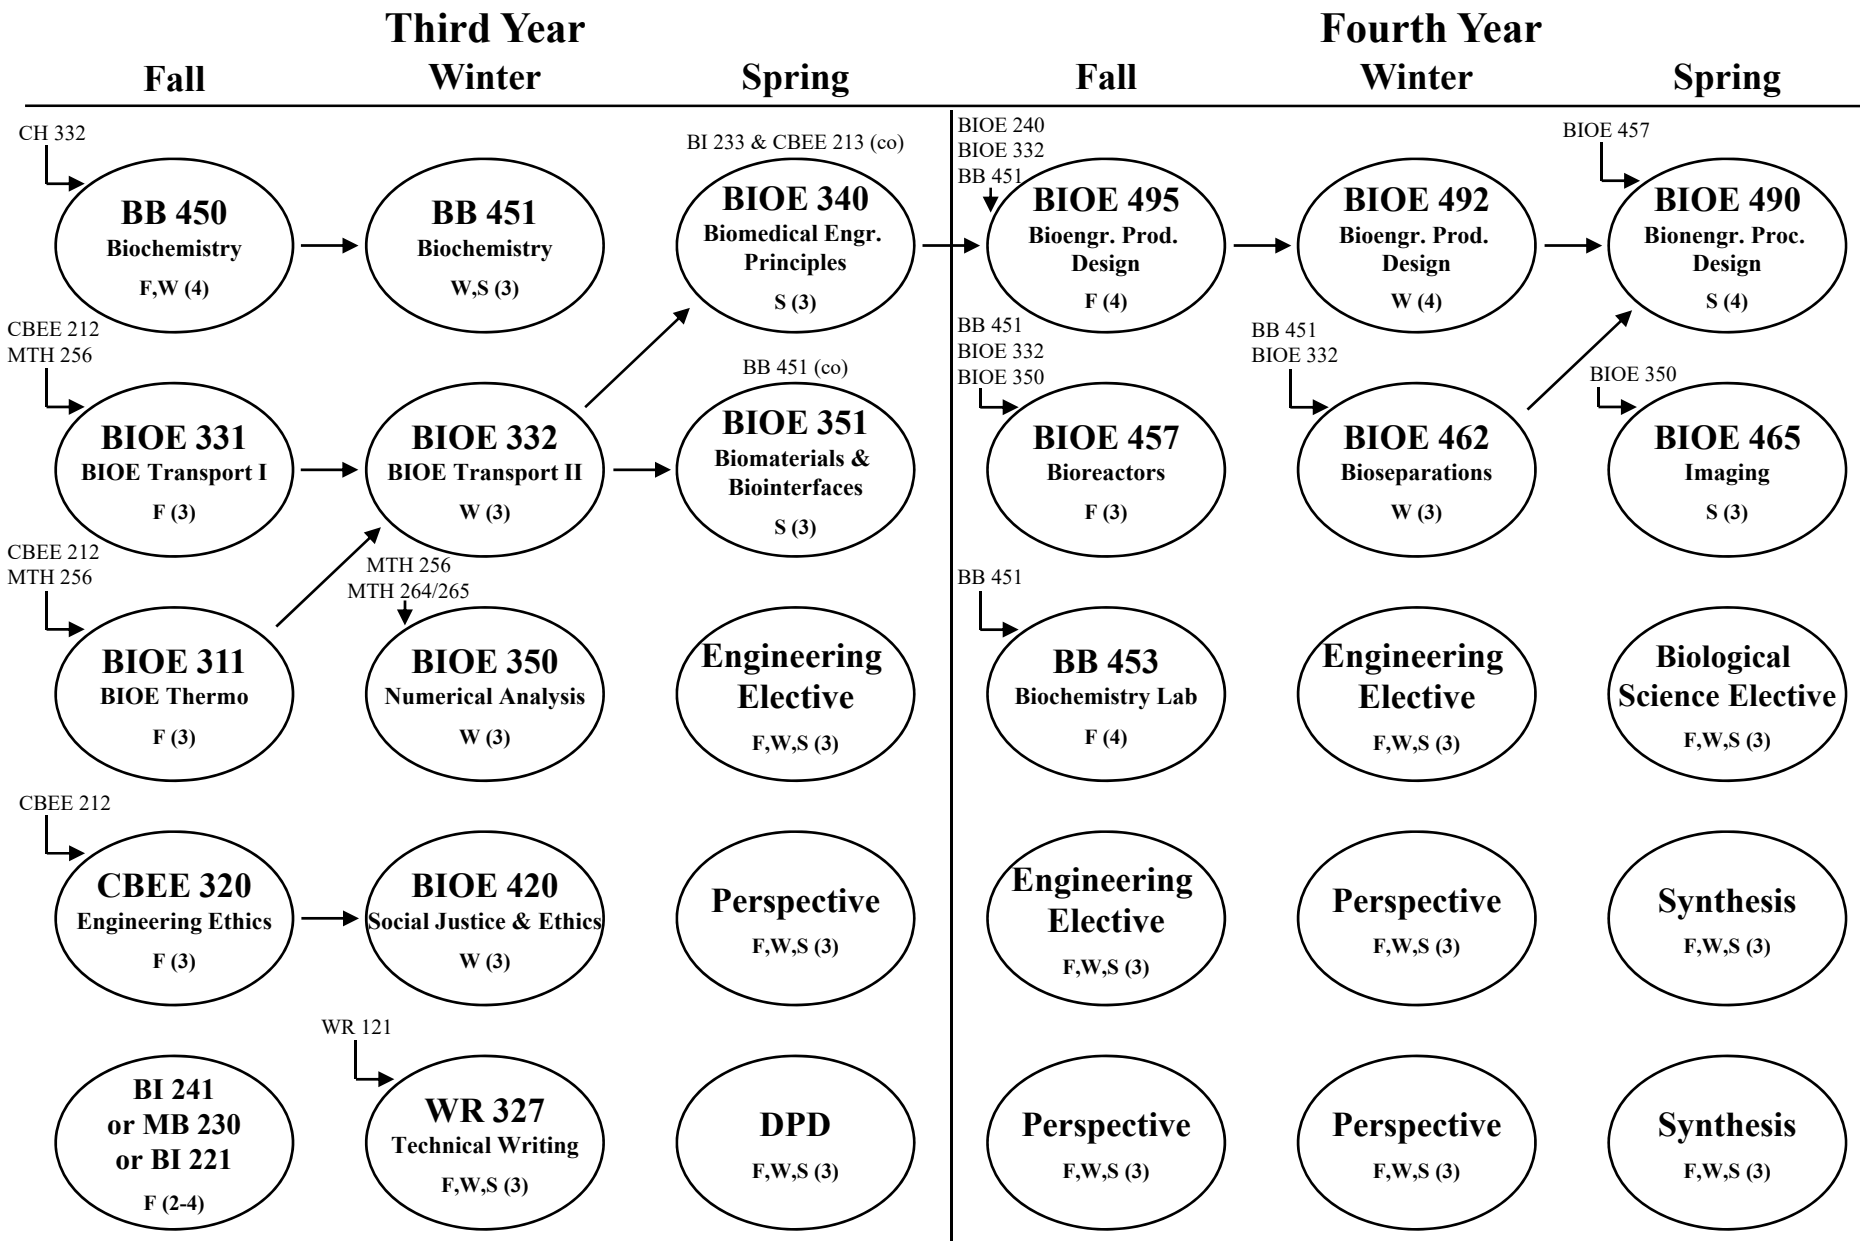 Third Year
Fourth Year
Fall
Winter
Spring
Fall
Winter
Spring
CH 332
BB 450
Biochemistry
F,W (4)
BB 451
Biochemistry
W,S (3)
BI 233 & CBEE 213 (co)
BIOE 340
Biomedical Engr.
Principles
S (3)
BIOE 240
BIOE 332
BB 451
BIOE 495
Bioengr. Prod.
Design
F (4)
BIOE 492
Bioengr. Prod.
Design
W (4)
BIOE 457
BIOE 490
Bionengr. Proc.
Design
S (4)
CBEE 212
MTH 256
BIOE 331
BIOE Transport I
F (3)
BIOE 332
BIOE Transport II
W (3)
BB 451 (co)
BIOE 351
Biomaterials &
Biointerfaces
S (3)
BB 451
BIOE 332
BIOE 350
BIOE 457
Bioreactors
F (3)
BB 451
BIOE 332
BIOE 462
Bioseparations
W (3)
BIOE 350
BIOE 465
Imaging
S (3)
CBEE 212
MTH 256
BIOE 311
BIOE Thermo
F (3)
MTH 256
MTH 264/265
BIOE 350
Numerical Analysis
W (3)
Engineering
Elective
F,W,S (3)
BB 451
BB 453
Biochemistry Lab
F (4)
Engineering
Elective
F,W,S (3)
Biological
Science Elective
F,W,S (3)
CBEE 212
CBEE 320
Engineering Ethics
F (3)
BIOE 420
Social Justice & Ethics
W (3)
Perspective
F,W,S (3)
Engineering
Elective
F,W,S (3)
Perspective
F,W,S (3)
Synthesis
F,W,S (3)
BI 241
or MB 230
or BI 221
F (2-4)
WR 121
WR 327
Technical Writing
F,W,S (3)
DPD
F,W,S (3)
Perspective
F,W,S (3)
Perspective
F,W,S (3)
Synthesis
F,W,S (3)